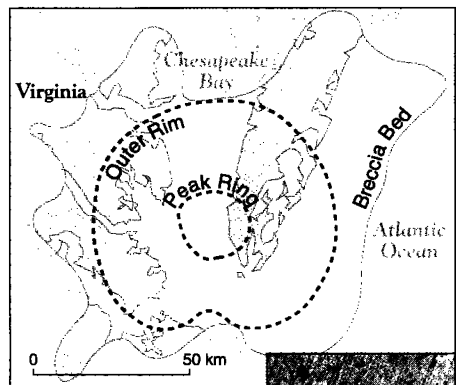 Chesapeake
Bay
Virginia
Outer Rim
Peak Ring
Breccia Bed
Atlantic
Ocean
0 50 km